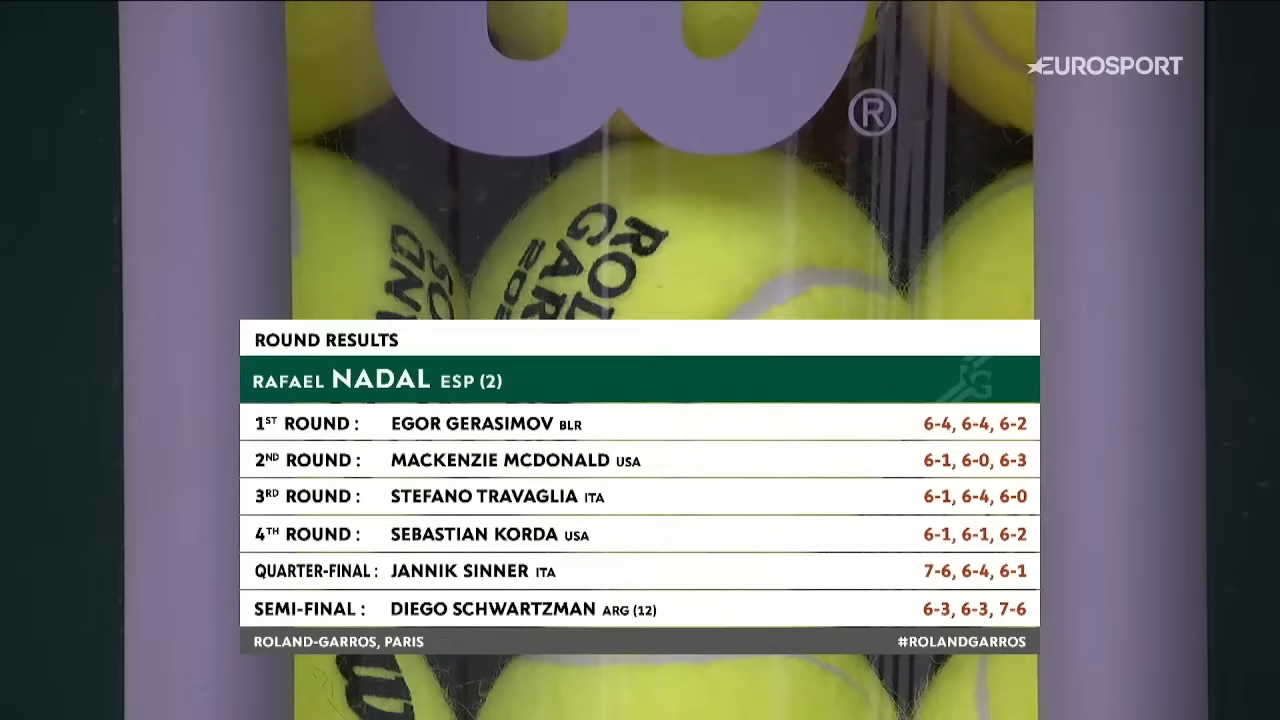 EUROSPORT
®
ROLAND
GARROS
ROUND RESULTS
RAFAEL NADAL ESP (2)
1ST ROUND : EGOR GERASIMOV BLR 6-4, 6-4, 6-2
2ND ROUND : MACKENZIE MCDONALD USA 6-1, 6-0, 6-3
3RD ROUND : STEFANO TRAVAGLIA ITA 6-1, 6-4, 6-0
4TH ROUND : SEBASTIAN KORDA USA 6-1, 6-1, 6-2
QUARTER-FINAL : JANNIK SINNER ITA 7-6, 6-4, 6-1
SEMI-FINAL : DIEGO SCHWARTZMAN ARG (12) 6-3, 6-3, 7-6
ROLAND-GARROS, PARIS #ROLANDGARROS